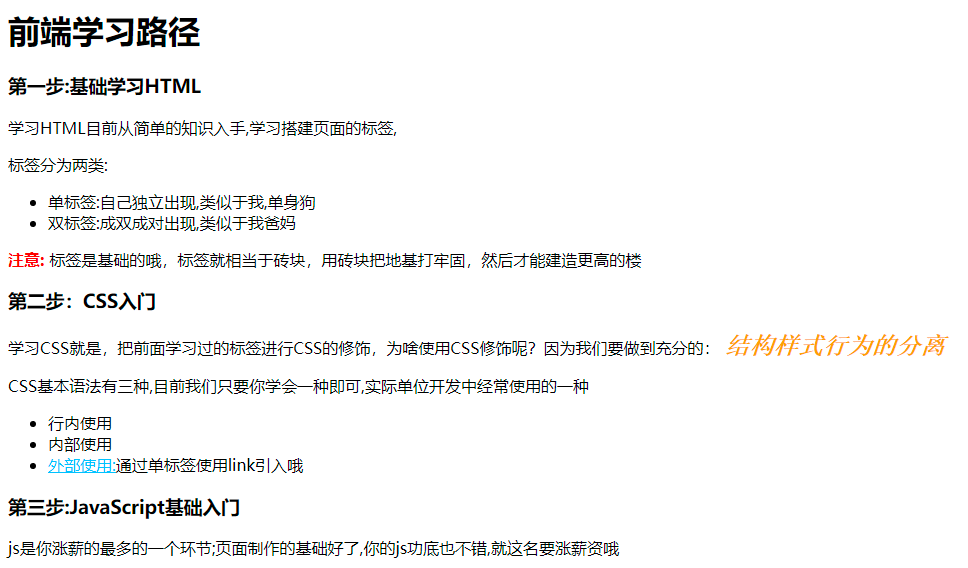 前端学习路径
第一步:基础学习HTML
学习HTML目前从简单的知识入手,学习搭建页面的标签,
标签分为两类:
单标签:自己独立出现,类似于我,单身狗
双标签:成双成对出现,类似于我爸妈
注意: 标签是基础的哦，标签就相当于砖块，用砖块把地基打牢固，然后才能建造更高的楼
第二步：CSS入门
学习CSS就是，把前面学习过的标签进行CSS的修饰，为啥使用CSS修饰呢？因为我们要做到充分的： 结构样式行为的分离
CSS基本语法有三种,目前我们只要你学会一种即可,实际单位开发中经常使用的一种
行内使用
内部使用
外部使用:通过单标签使用link引入哦
第三步:JavaScript基础入门
js是你涨薪的最多的一个环节;页面制作的基础好了,你的js功底也不错,就这名要涨薪资哦